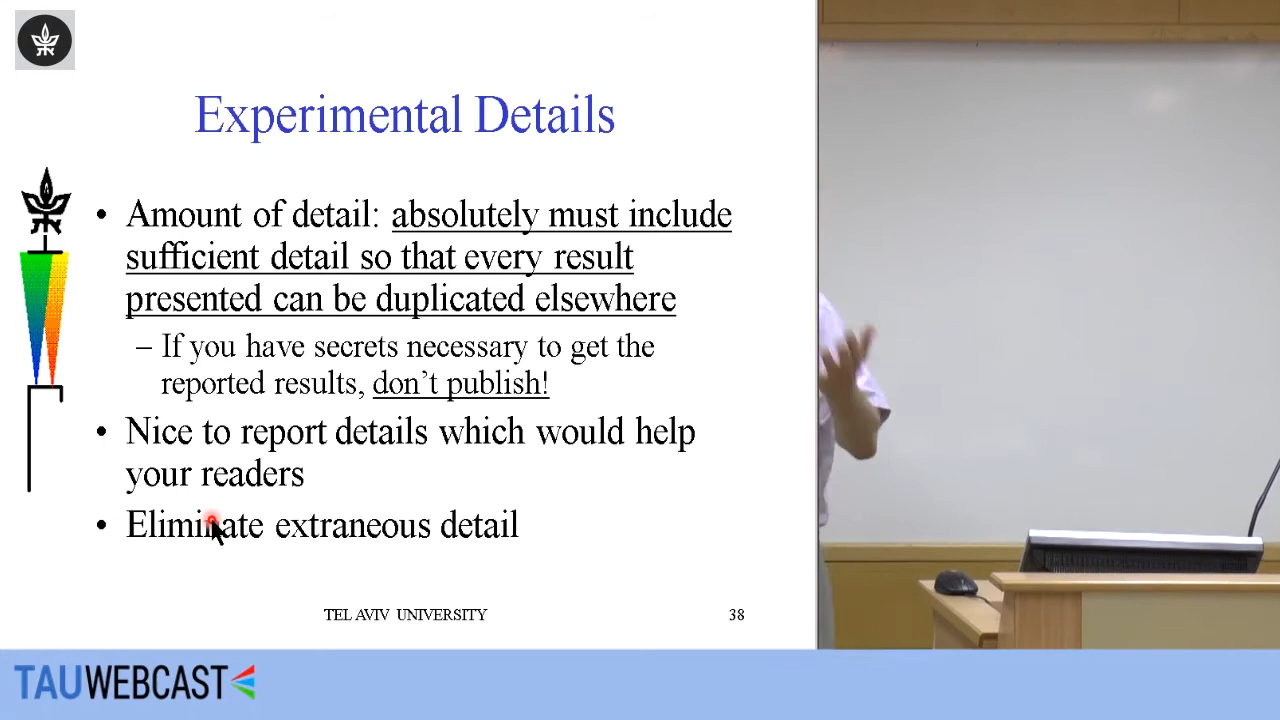 Experimental Details
• Amount of detail: absolutely must include
sufficient detail so that every result
presented can be duplicated elsewhere
– If you have secrets necessary to get the
reported results, don’t publish!
• Nice to report details which would help
your readers
• Eliminate extraneous detail
TEL AVIV UNIVERSITY 38
TAUWEBCAST